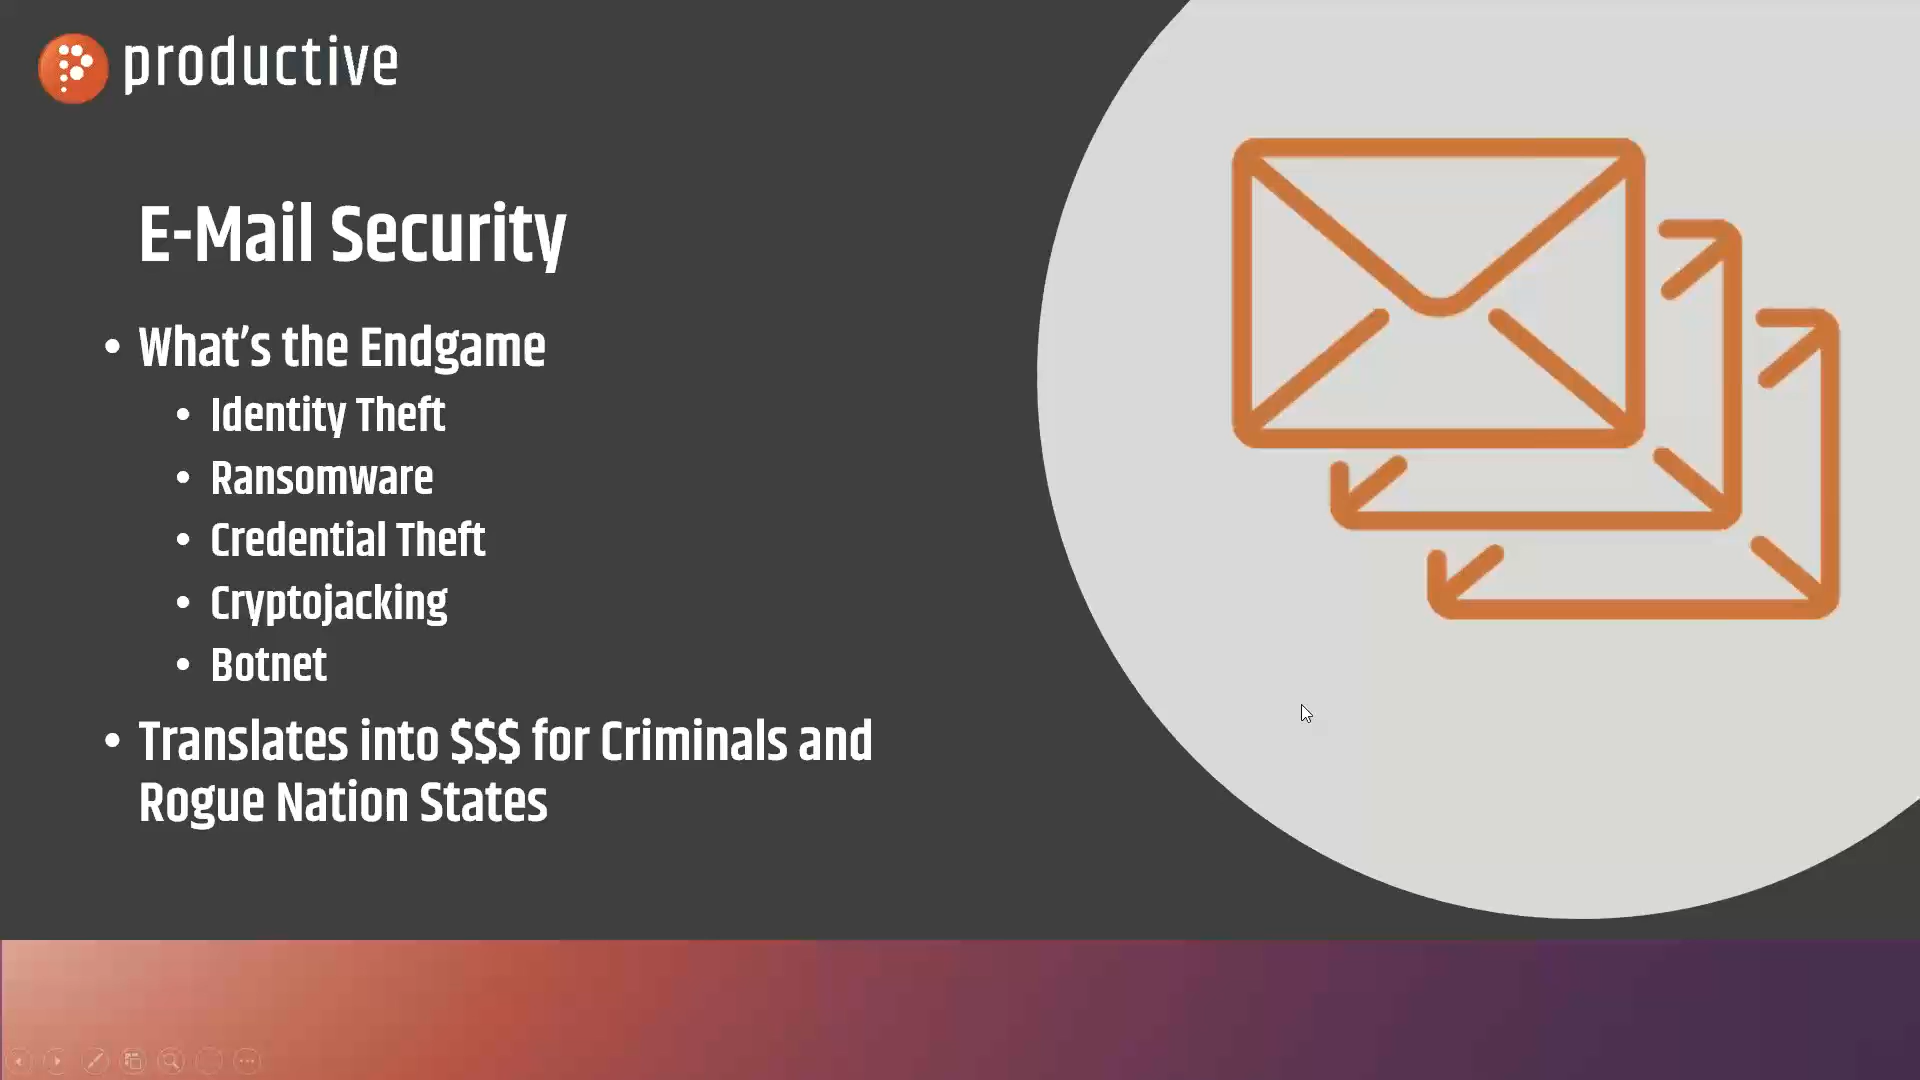 productive
E-Mail Security
• What’s the Endgame
• Identity Theft
• Ransomware
• Credential Theft
• Cryptojacking
• Botnet
• Translates into $$$ for Criminals and
Rogue Nation States